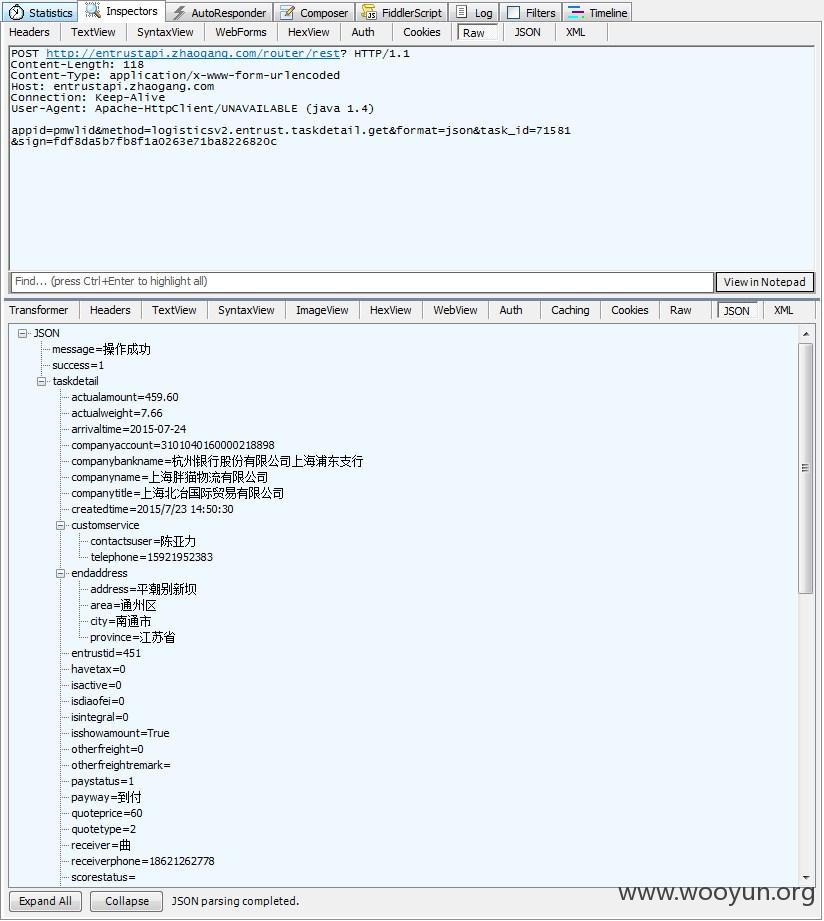 Statistics Inspectors AutoResponder Composer FiddlerScript Log Filters Timeline
Headers TextView SyntaxView WebForms HexView Auth Cookies Raw JSON XML
POST http://entrustapi.zhaogang.com/router/rest? HTTP/1.1
Content-Length: 118
Content-Type: application/x-www-form-urlencoded
Host: entrustapi.zhaogang.com
Connection: Keep-Alive
User-Agent: Apache-HttpClient/UNAVAILABLE (java 1.4)
appid=pmwlid&method=logisticsv2.entrust.taskdetail.get&format=json&task_id=71581
&sign=fdf8da5b7fb8f1a0263e71ba8226820c
Find... (press Ctrl+Enter to highlight all) View in Notepad
Transformer Headers TextView SyntaxView ImageView HexView WebView Auth Caching Cookies Raw JSON XML
JSON
message=操作成功
success=1
taskdetail
actualamount=459.60
actualweight=7.66
arrivaltime=2015-07-24
companyaccount=3101040160000218898
companybankname=杭州银行股份有限公司上海浦东支行
companyname=上海胖猫物流有限公司
companytitle=上海北冶国际贸易有限公司
createdtime=2015/7/23 14:50:30
customservice
contactsuser=陈亚力
telephone=15921952383
endaddress
address=平潮别新坝
area=通州区
city=南通市
province=江苏省
entrustid=451
havetax=0
isactive=0
isdiaofei=0
isintegral=0
isshowamount=True
otherfreight=0
otherfreightremark=
paystatus=1
payway=到付
quoteprice=60
quotetype=2
receiver=曲
receiverphone=18621262778
scorestatus=
Expand All Collapse JSON parsing completed.
www.wooyun.org